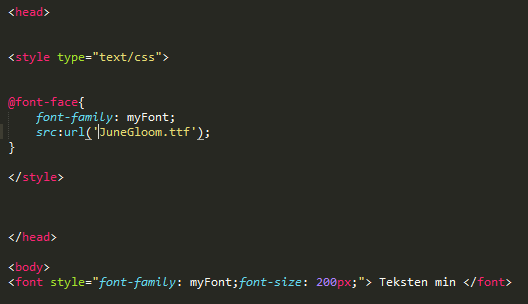 <head>
<style type="text/css">
@font-face{
font-family: myFont;
src:url('JuneGloom.ttf');
}
</style>
</head>
<body>
<font style="font-family: myFont;font-size: 200px;"> Teksten min </font>